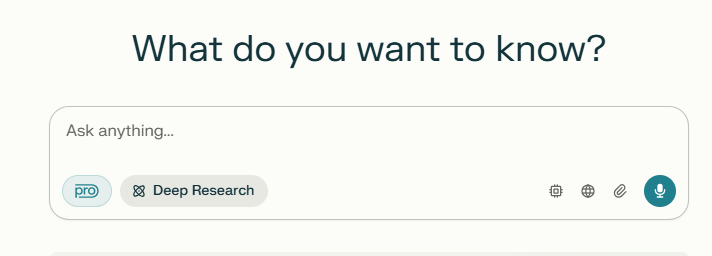 What do you want to know?
Ask anything...
pro
Deep Research